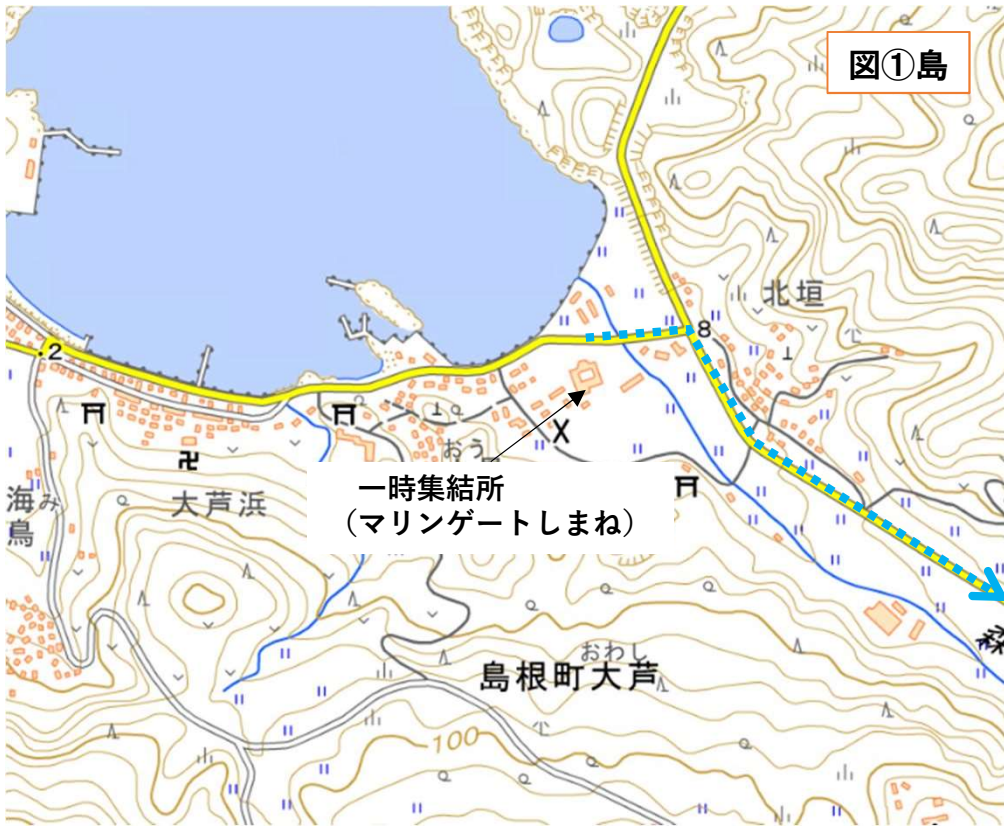 図①島
北垣
8
.2
おう
一時集結所
(マリンゲートしまね)
海み
鳥
大芦浜
おわし
島根町大芦
100